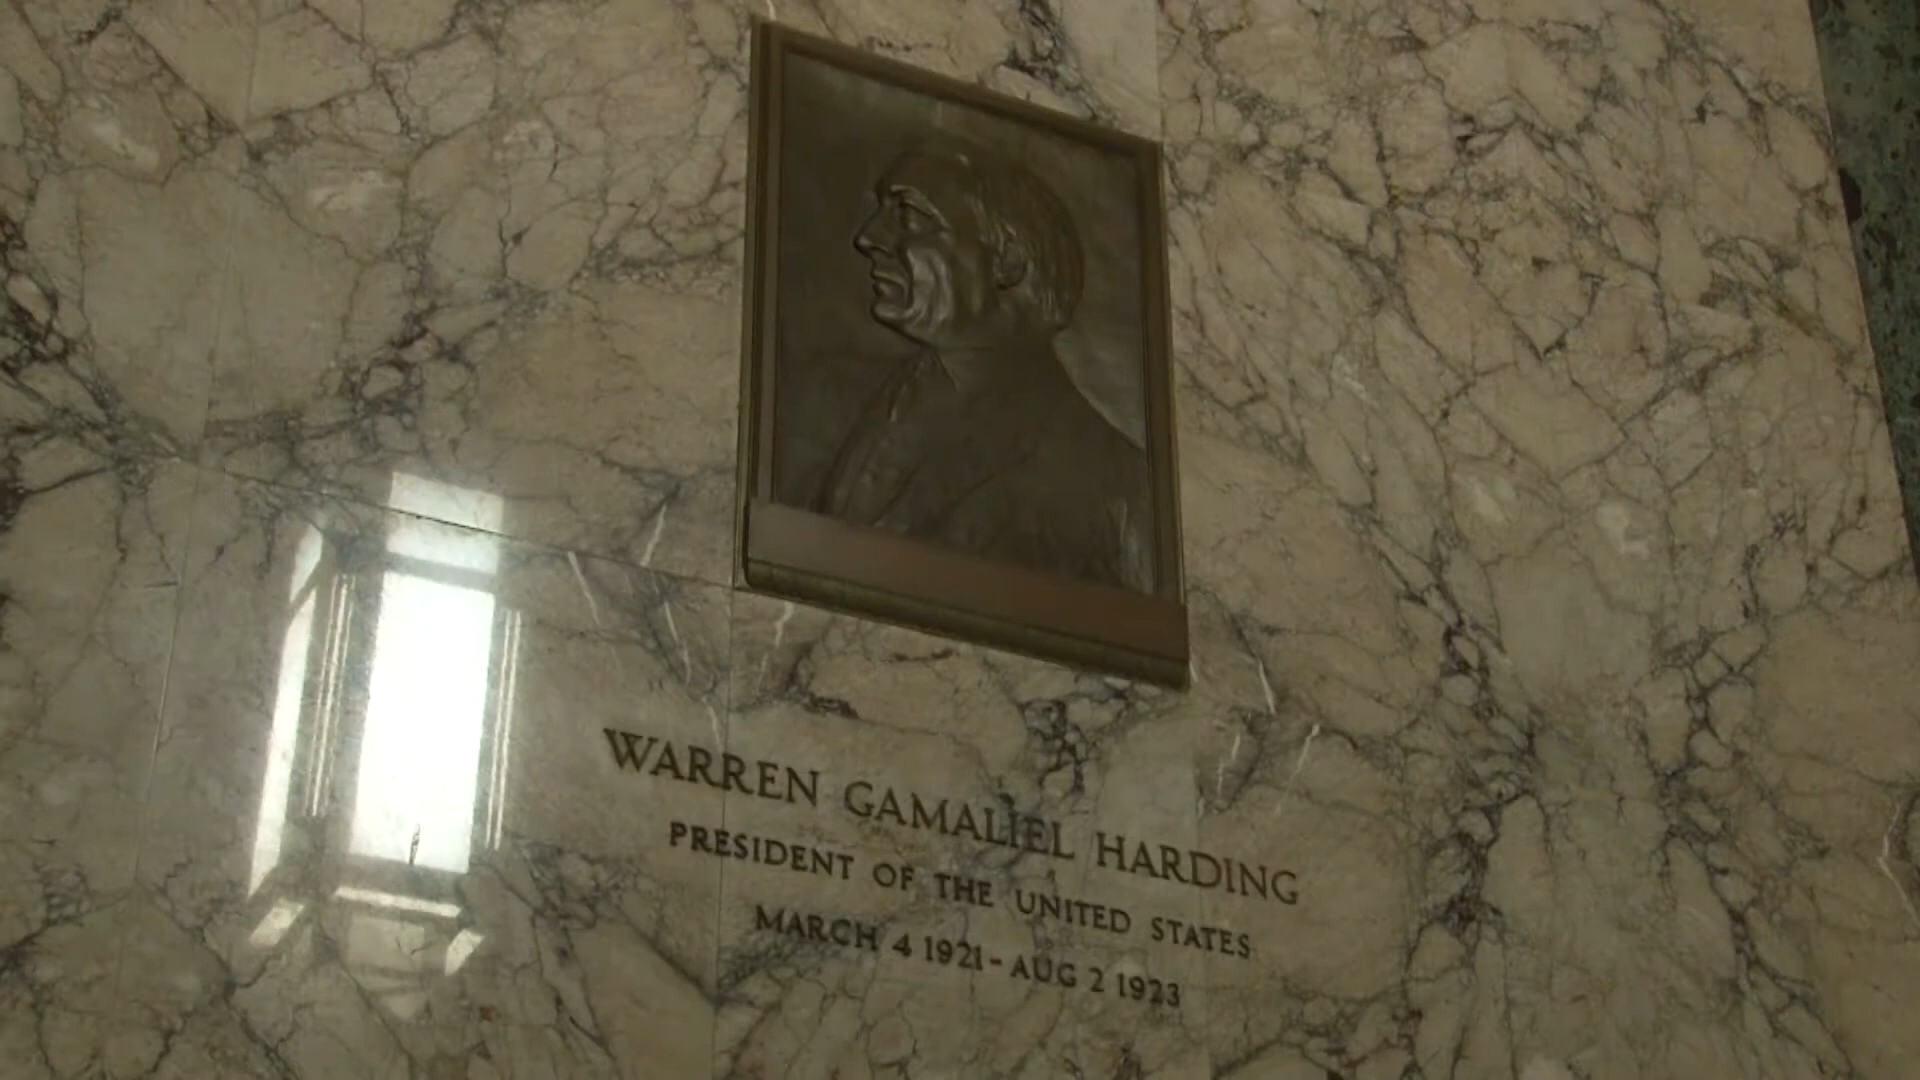 WARREN GAMALIEL HARDING
PRESIDENT OF THE UNITED STATES
MARCH 4 1921-AUG 2 1923